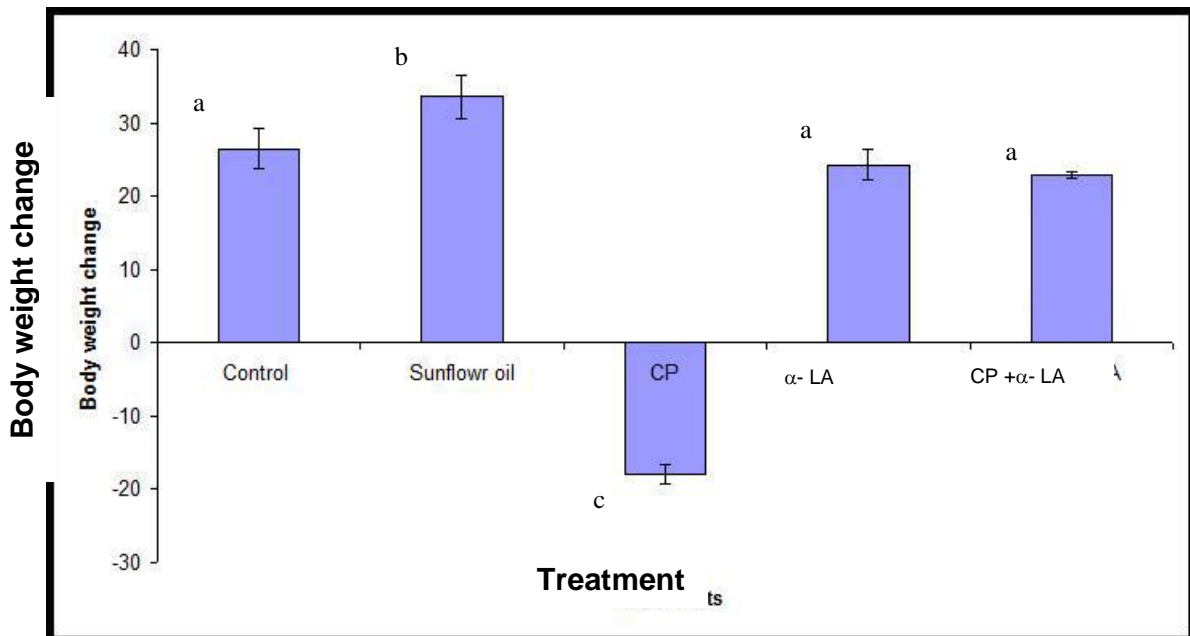 Body weight change
Body weight change
40
30
20
10
0
-10
-20
-30
a
b
c
a
a
Control
Sunflowr oil
CP
α- LA
CP +α- LA
Treatment
ts